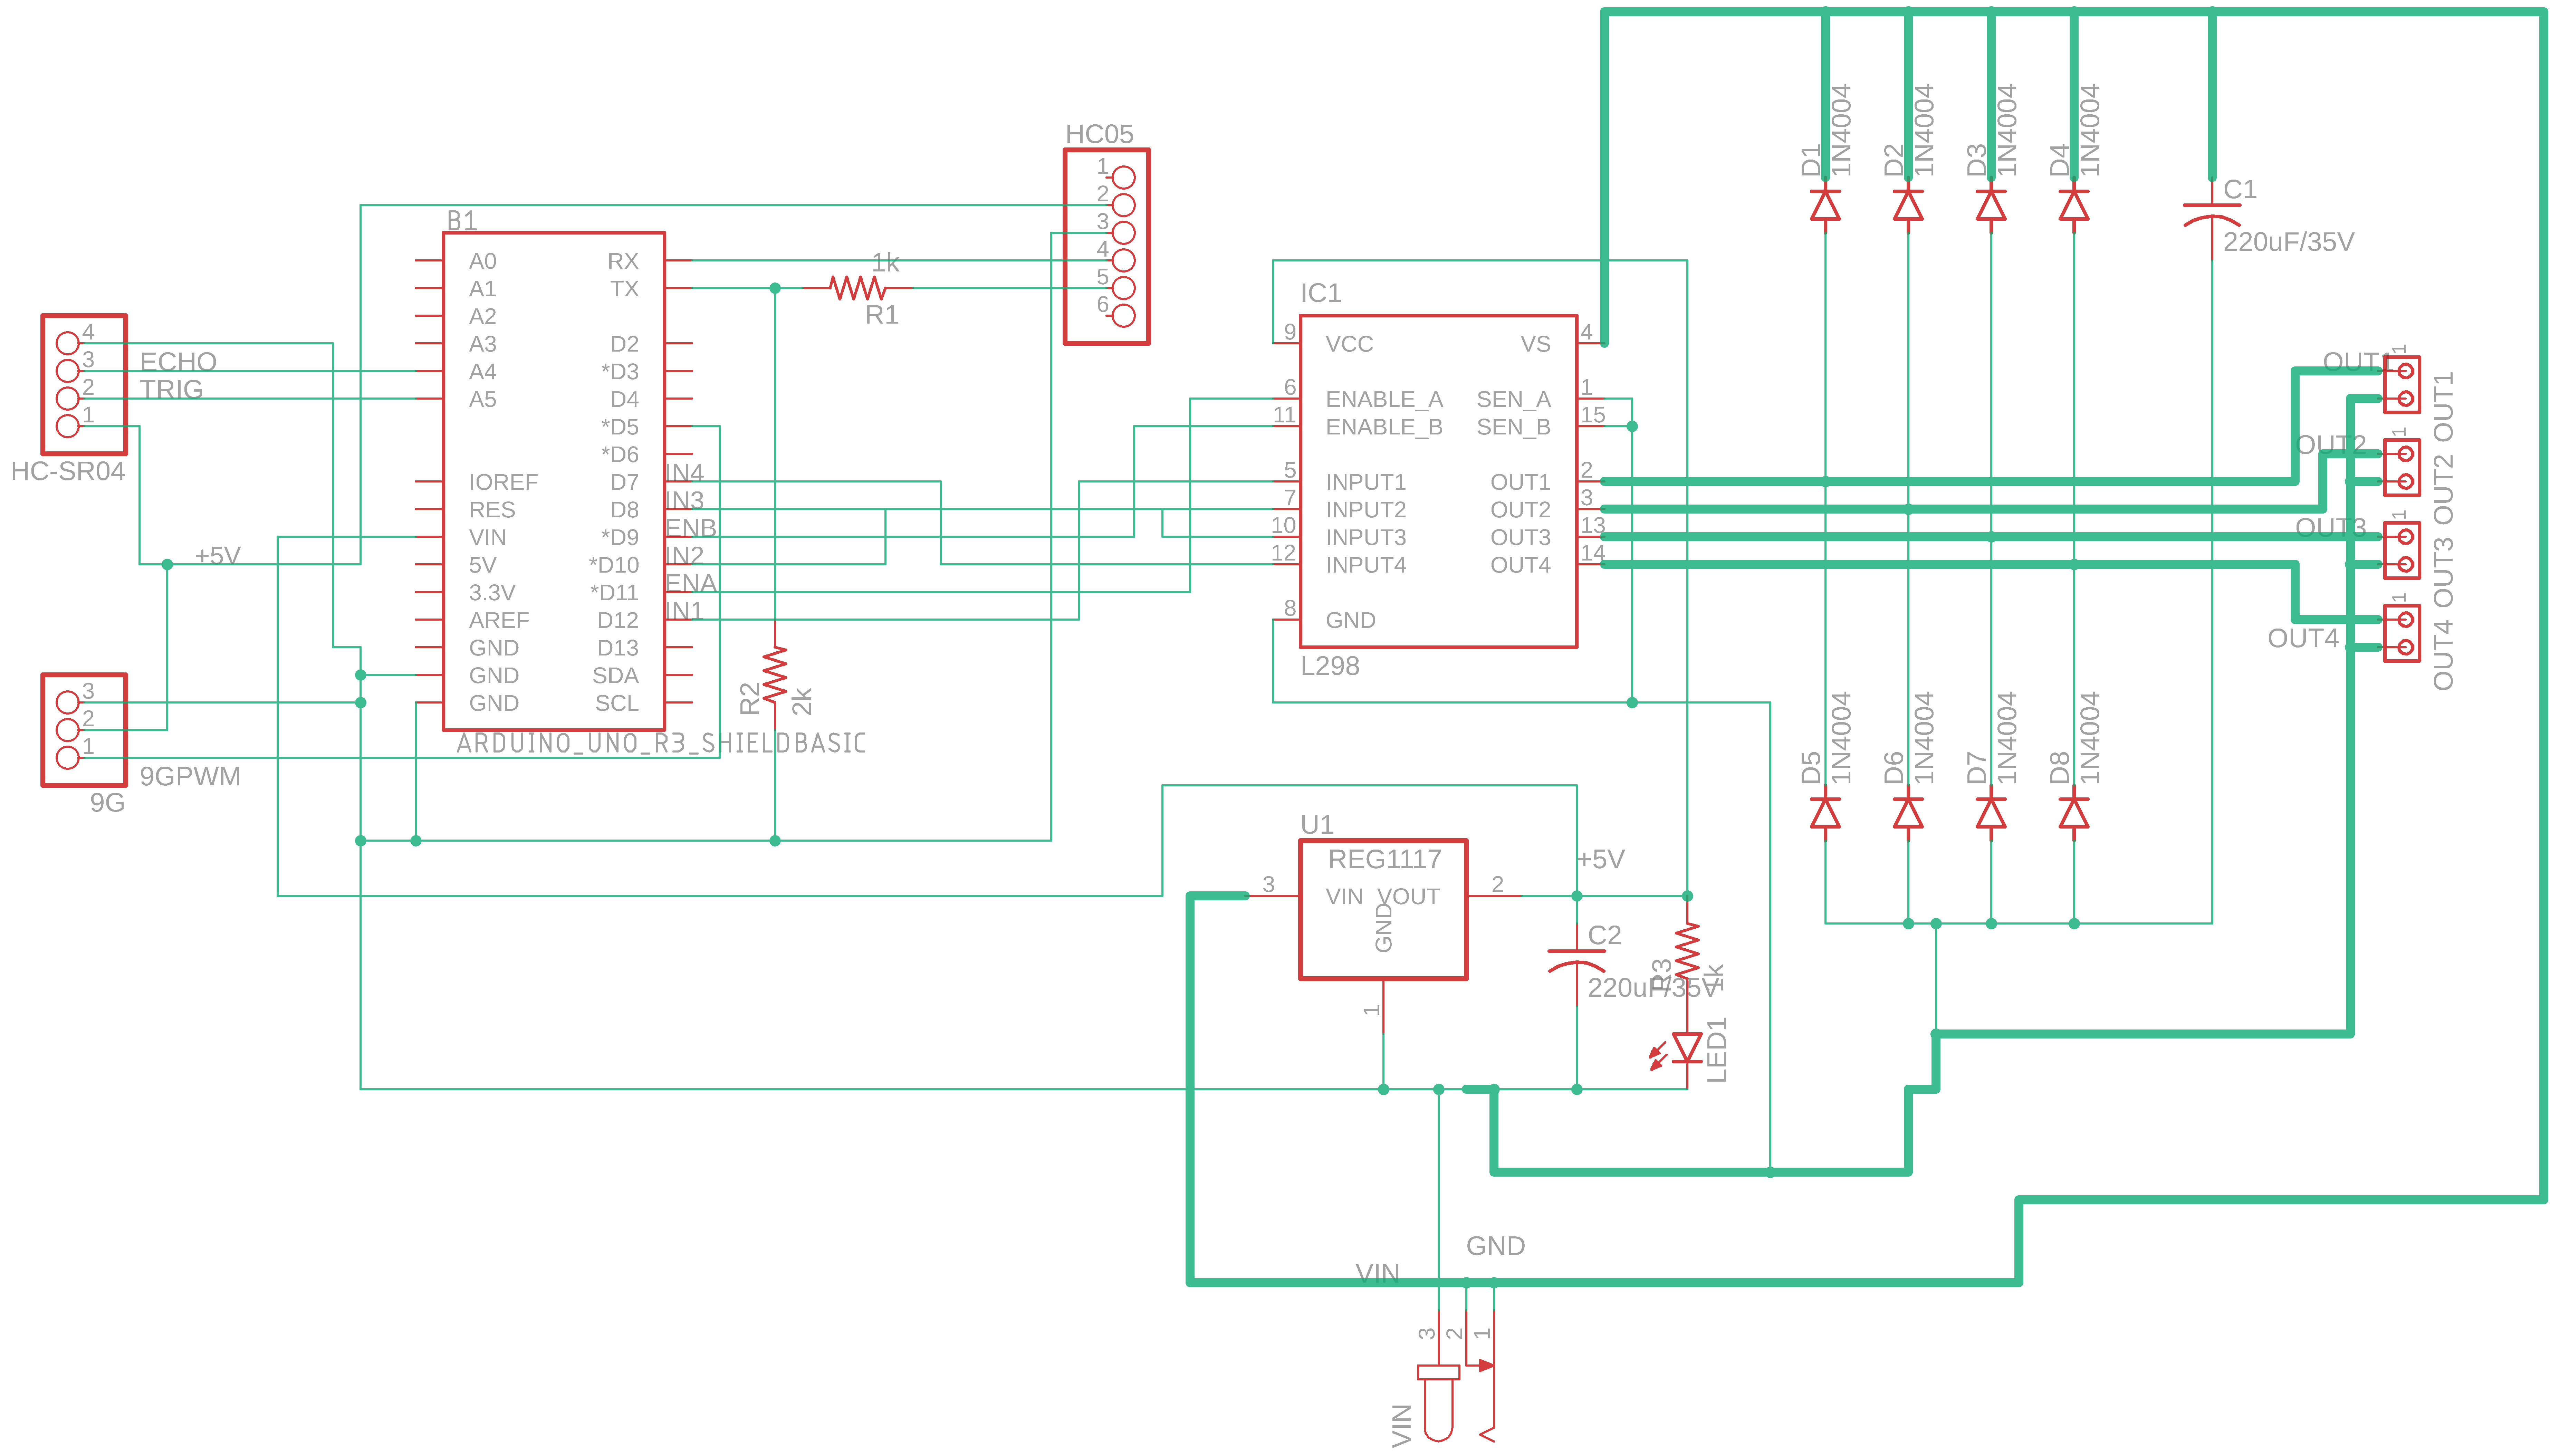 HC05
1
2
3
4
5
6
B1
A0
A1
A2
A3
A4
A5
IOREF
RES
VIN
5V
3.3V
AREF
GND
GND
GND
RX
TX
D2
*D3
D4
*D5
*D6
D7
D8
*D9
*D10
*D11
D12
D13
SDA
SCL
IN4
IN3
ENB
IN2
ENA
IN1
ARDUINO_UNO_R3_SHIELDBASIC
1k
R1
R2
2k
4
3
2
1
ECHO
TRIG
HC-SR04
+5V
3
2
1
9GPWM
9G
IC1
9 VCC
6 ENABLE_A
11 ENABLE_B
5 INPUT1
7 INPUT2
10 INPUT3
12 INPUT4
8 GND
VS 4
SEN_A 1
SEN_B 15
OUT1 2
OUT2 3
OUT3 13
OUT4 14
L298
D1
1N4004
D2
1N4004
D3
1N4004
D4
1N4004
C1
220uF/35V
OUT1
1
OUT1
OUT2
1
OUT2
OUT3
1
OUT3
OUT4
1
OUT4
D5
1N4004
D6
1N4004
D7
1N4004
D8
1N4004
U1
REG1117
3
VIN VOUT
2
GND
1
+5V
C2
220uF/35V
R3
1k
LED1
GND
VIN
3
2
1
VIN